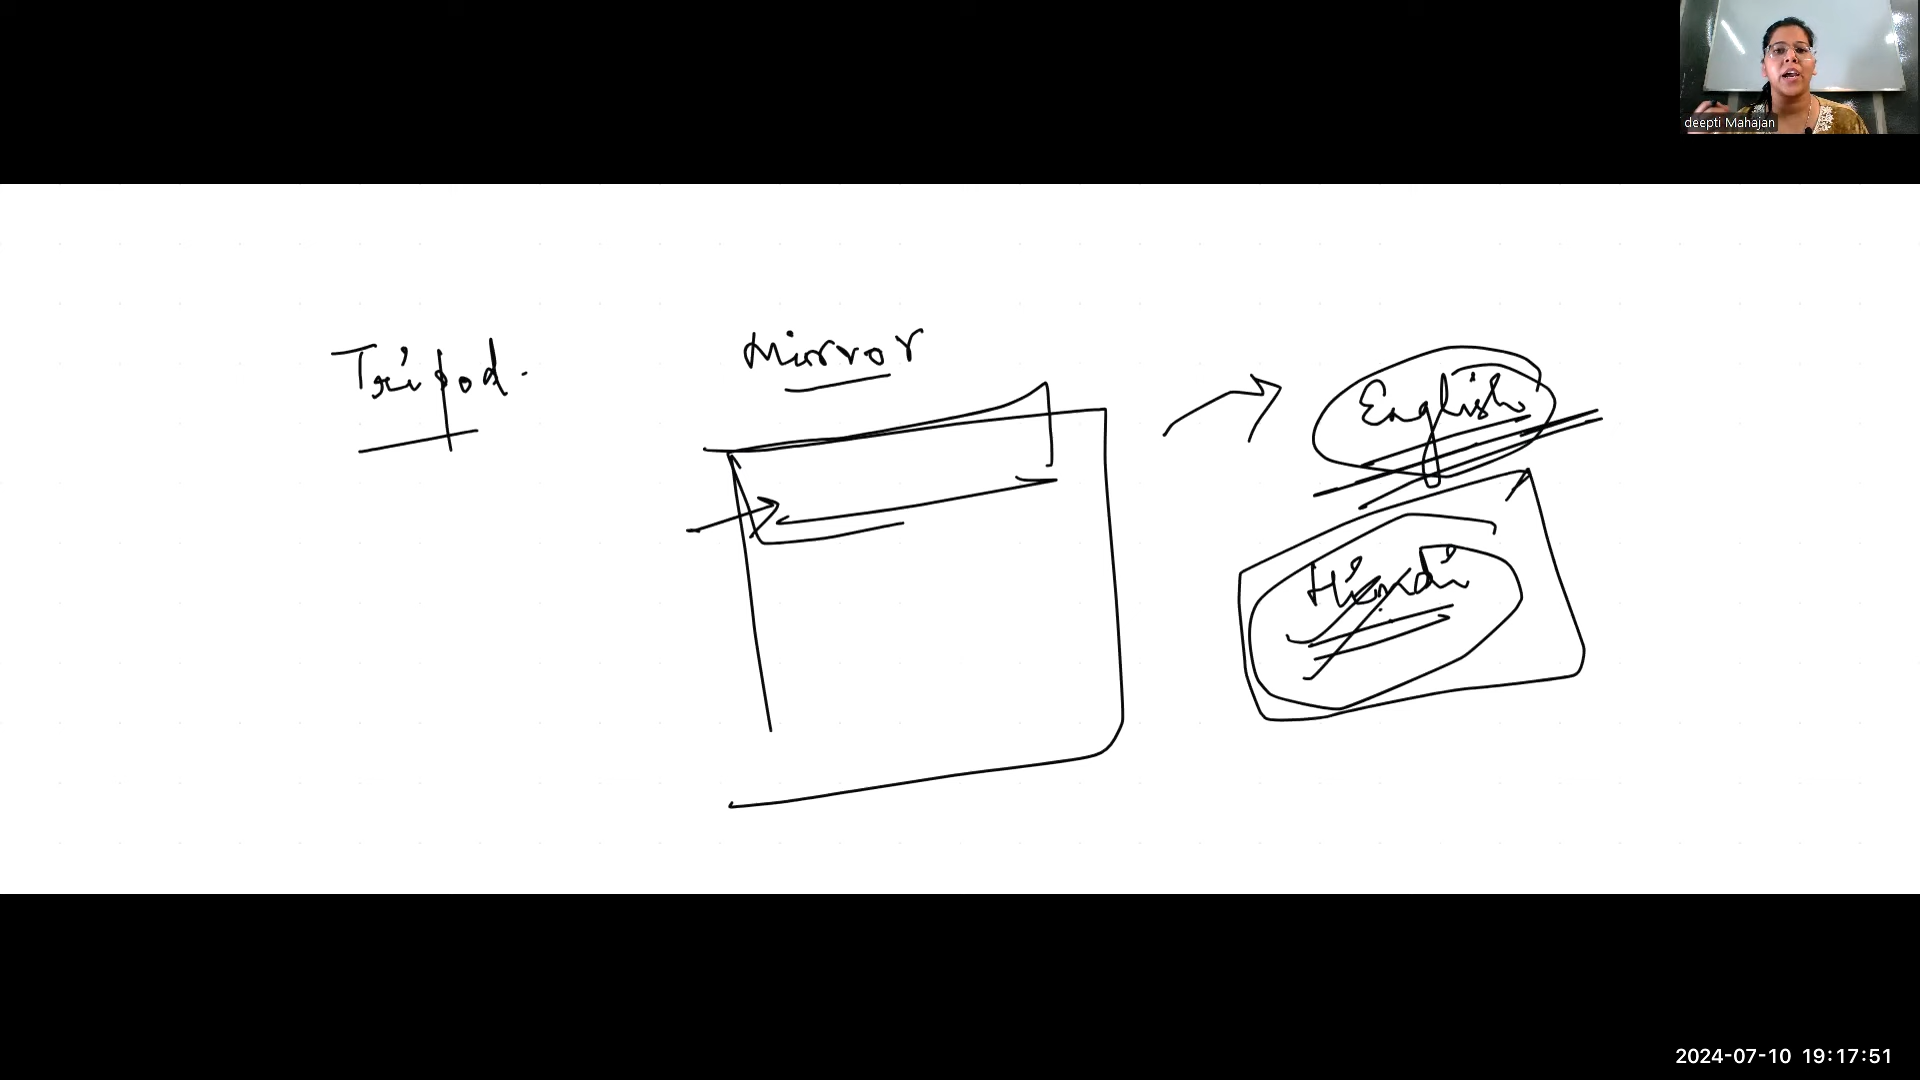 deepti Mahajan
Tripod.
Mirror
English
Hindi
2024-07-10 19:17:51